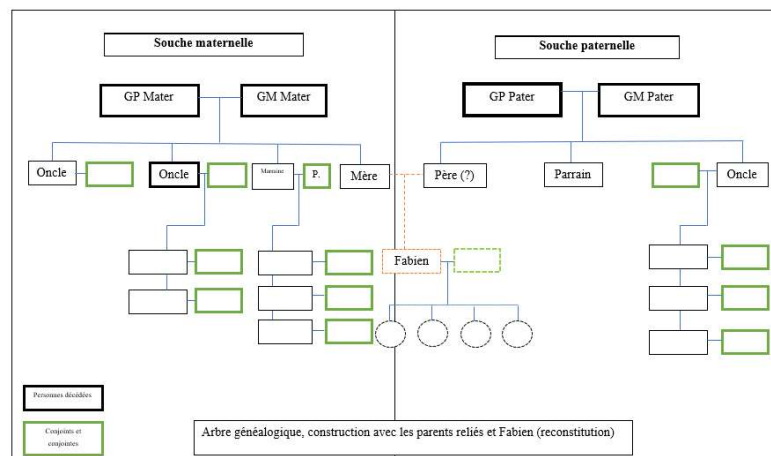 Souche maternelle
Souche paternelle
GP Mater
GM Mater
GP Pater
GM Pater
Oncle
Oncle
Marraine
P.
Mère
Père (?)
Parrain
Oncle
Fabien
Personnes décédées
Conjoints et
conjointes
Arbre généalogique, construction avec les parents reliés et Fabien (reconstitution)